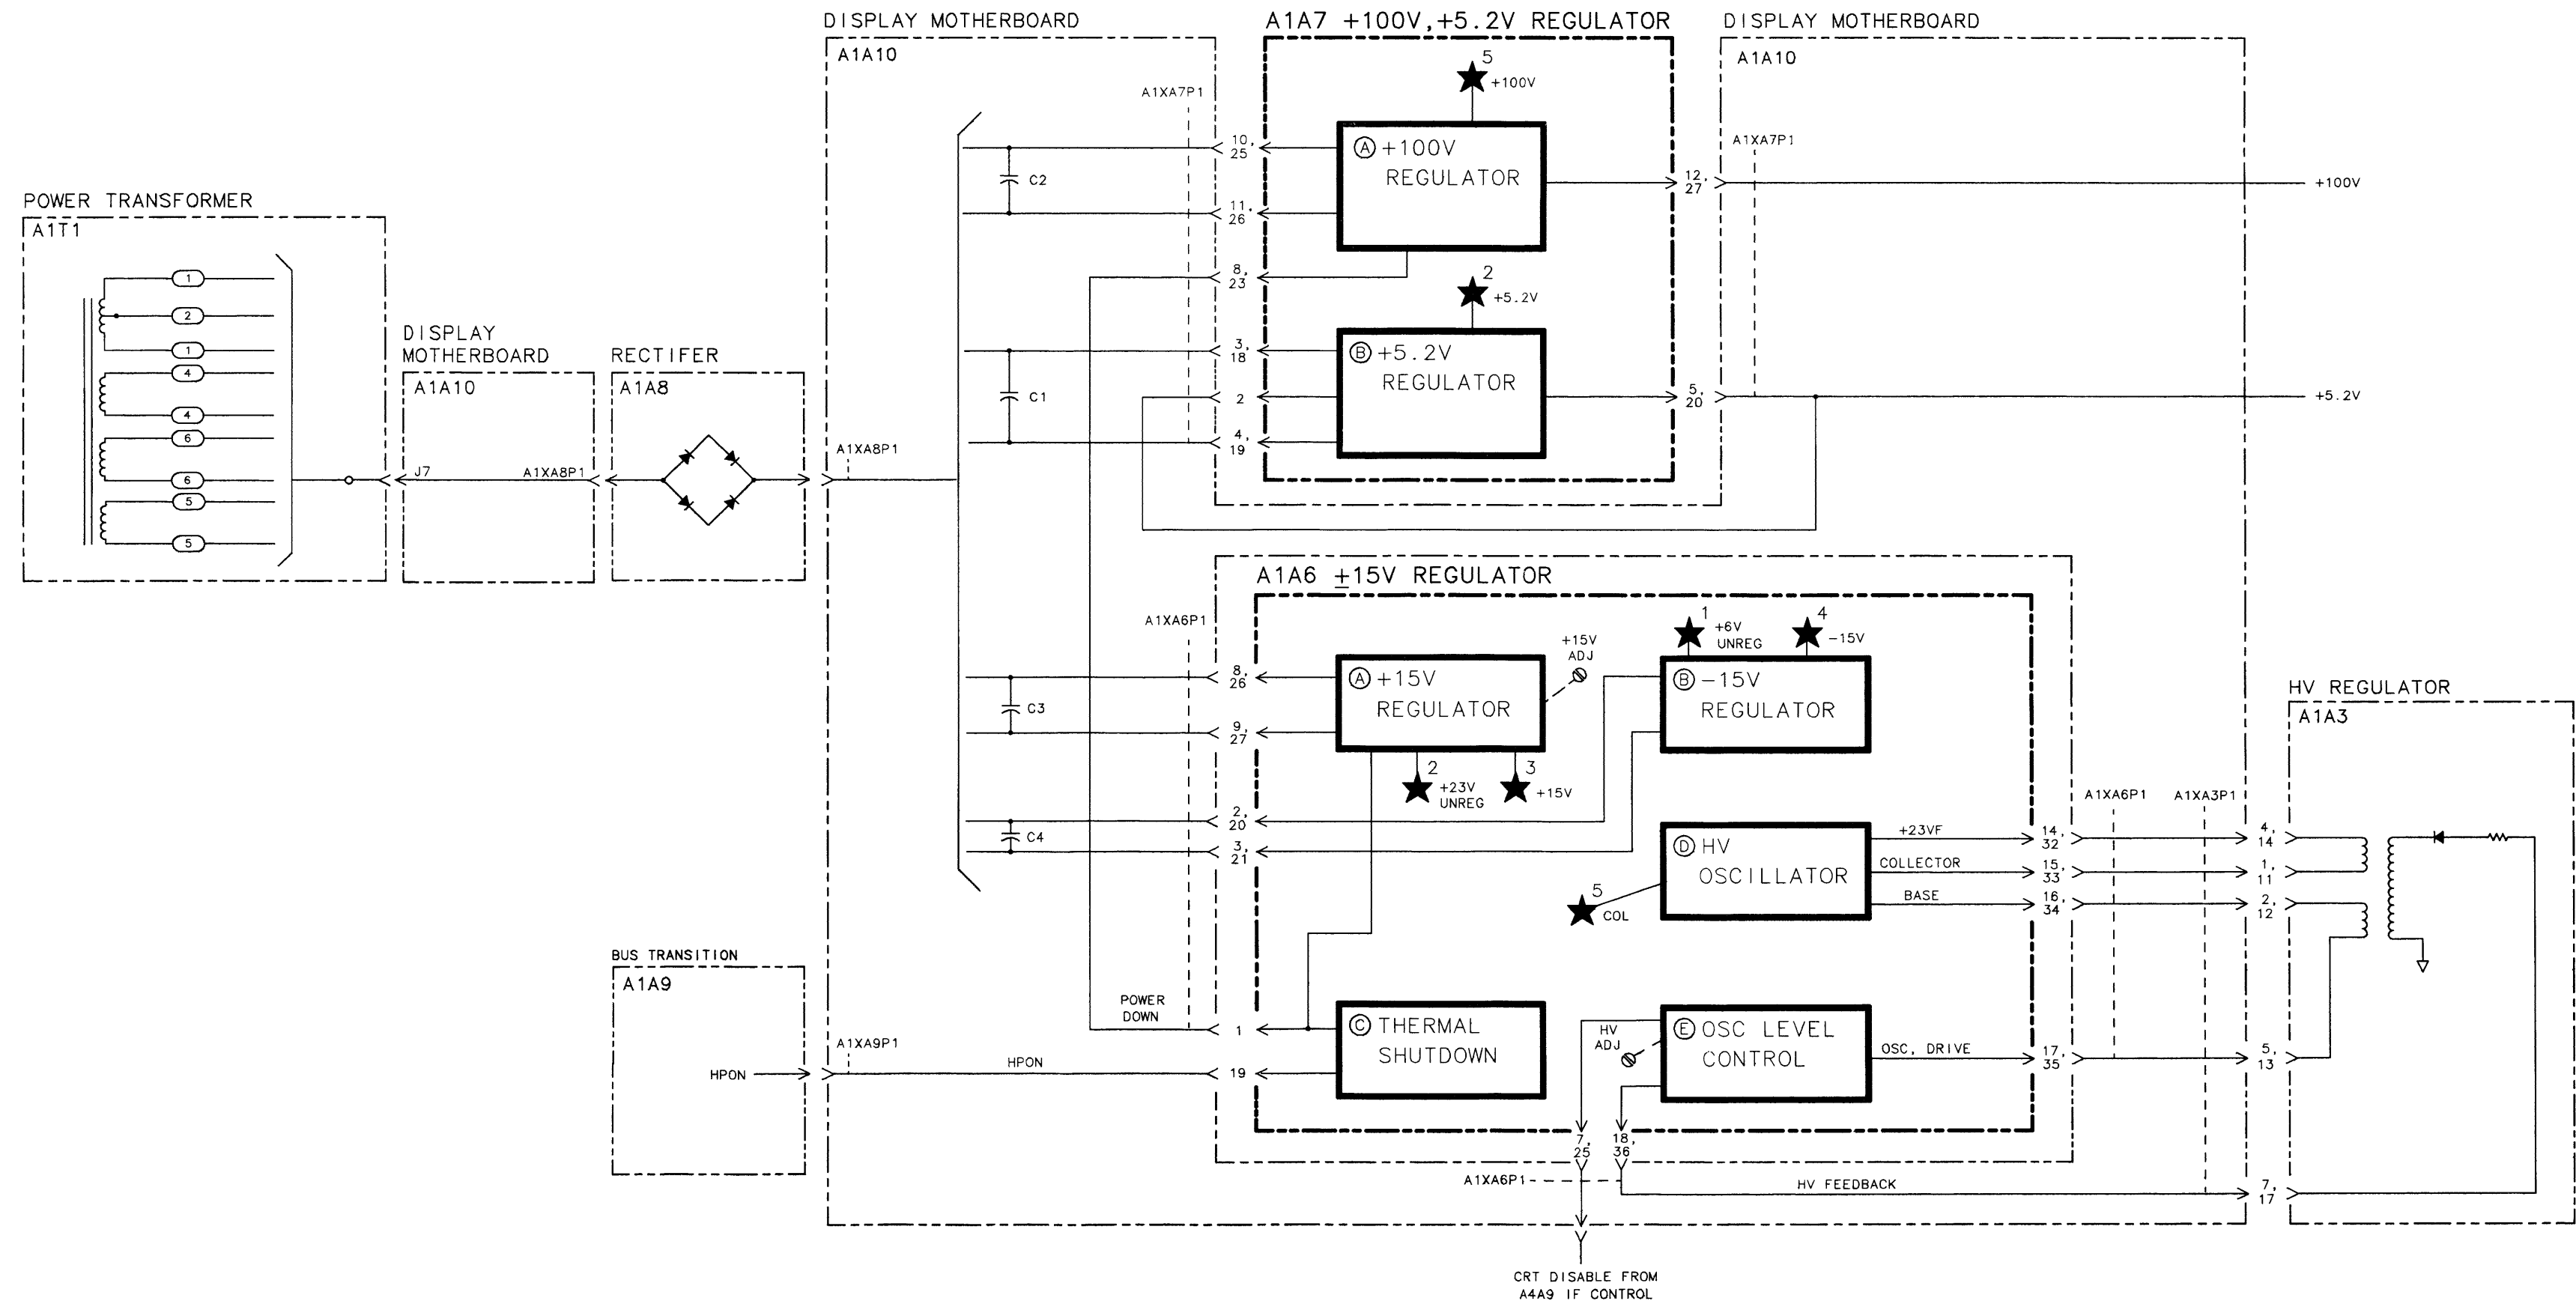 DISPLAY MOTHERBOARD
A1A10
A1XA7P1
A1A7 +100V,+5.2V REGULATOR
5
+100V
Ⓐ +100V
REGULATOR
10,
25
C2
11,
26
8,
23
2
+5.2V
Ⓑ +5.2V
REGULATOR
3,
18
C1
2
4,
19
12,
27
5,
20
DISPLAY MOTHERBOARD
A1A10
A1XA7P1
+100V
+5.2V
POWER TRANSFORMER
A1T1
1
2
1
4
4
6
6
5
5
DISPLAY
MOTHERBOARD
A1A10
J7
A1XA8P1
RECTIFER
A1A8
A1XA8P1
A1A6 ±15V REGULATOR
A1XA6P1
8,
26
C3
9,
27
Ⓐ +15V
REGULATOR
+15V
ADJ
2
+23V
UNREG
3
+15V
1
+6V
UNREG
4
-15V
Ⓑ -15V
REGULATOR
2,
20
C4
3,
21
Ⓓ HV
OSCILLATOR
5
COL
+23VF
COLLECTOR
BASE
14,
32
15,
33
16,
34
A1XA6P1
A1XA3P1
HV REGULATOR
A1A3
4,
14
1,
11
2,
12
BUS TRANSITION
A1A9
HPON
A1XA9P1
HPON
POWER
DOWN
1
19
Ⓒ THERMAL
SHUTDOWN
HV
ADJ
Ⓔ OSC LEVEL
CONTROL
OSC, DRIVE
17,
35
5,
13
7,
25
18,
36
A1XA6P1
HV FEEDBACK
7,
17
CRT DISABLE FROM
A4A9 IF CONTROL